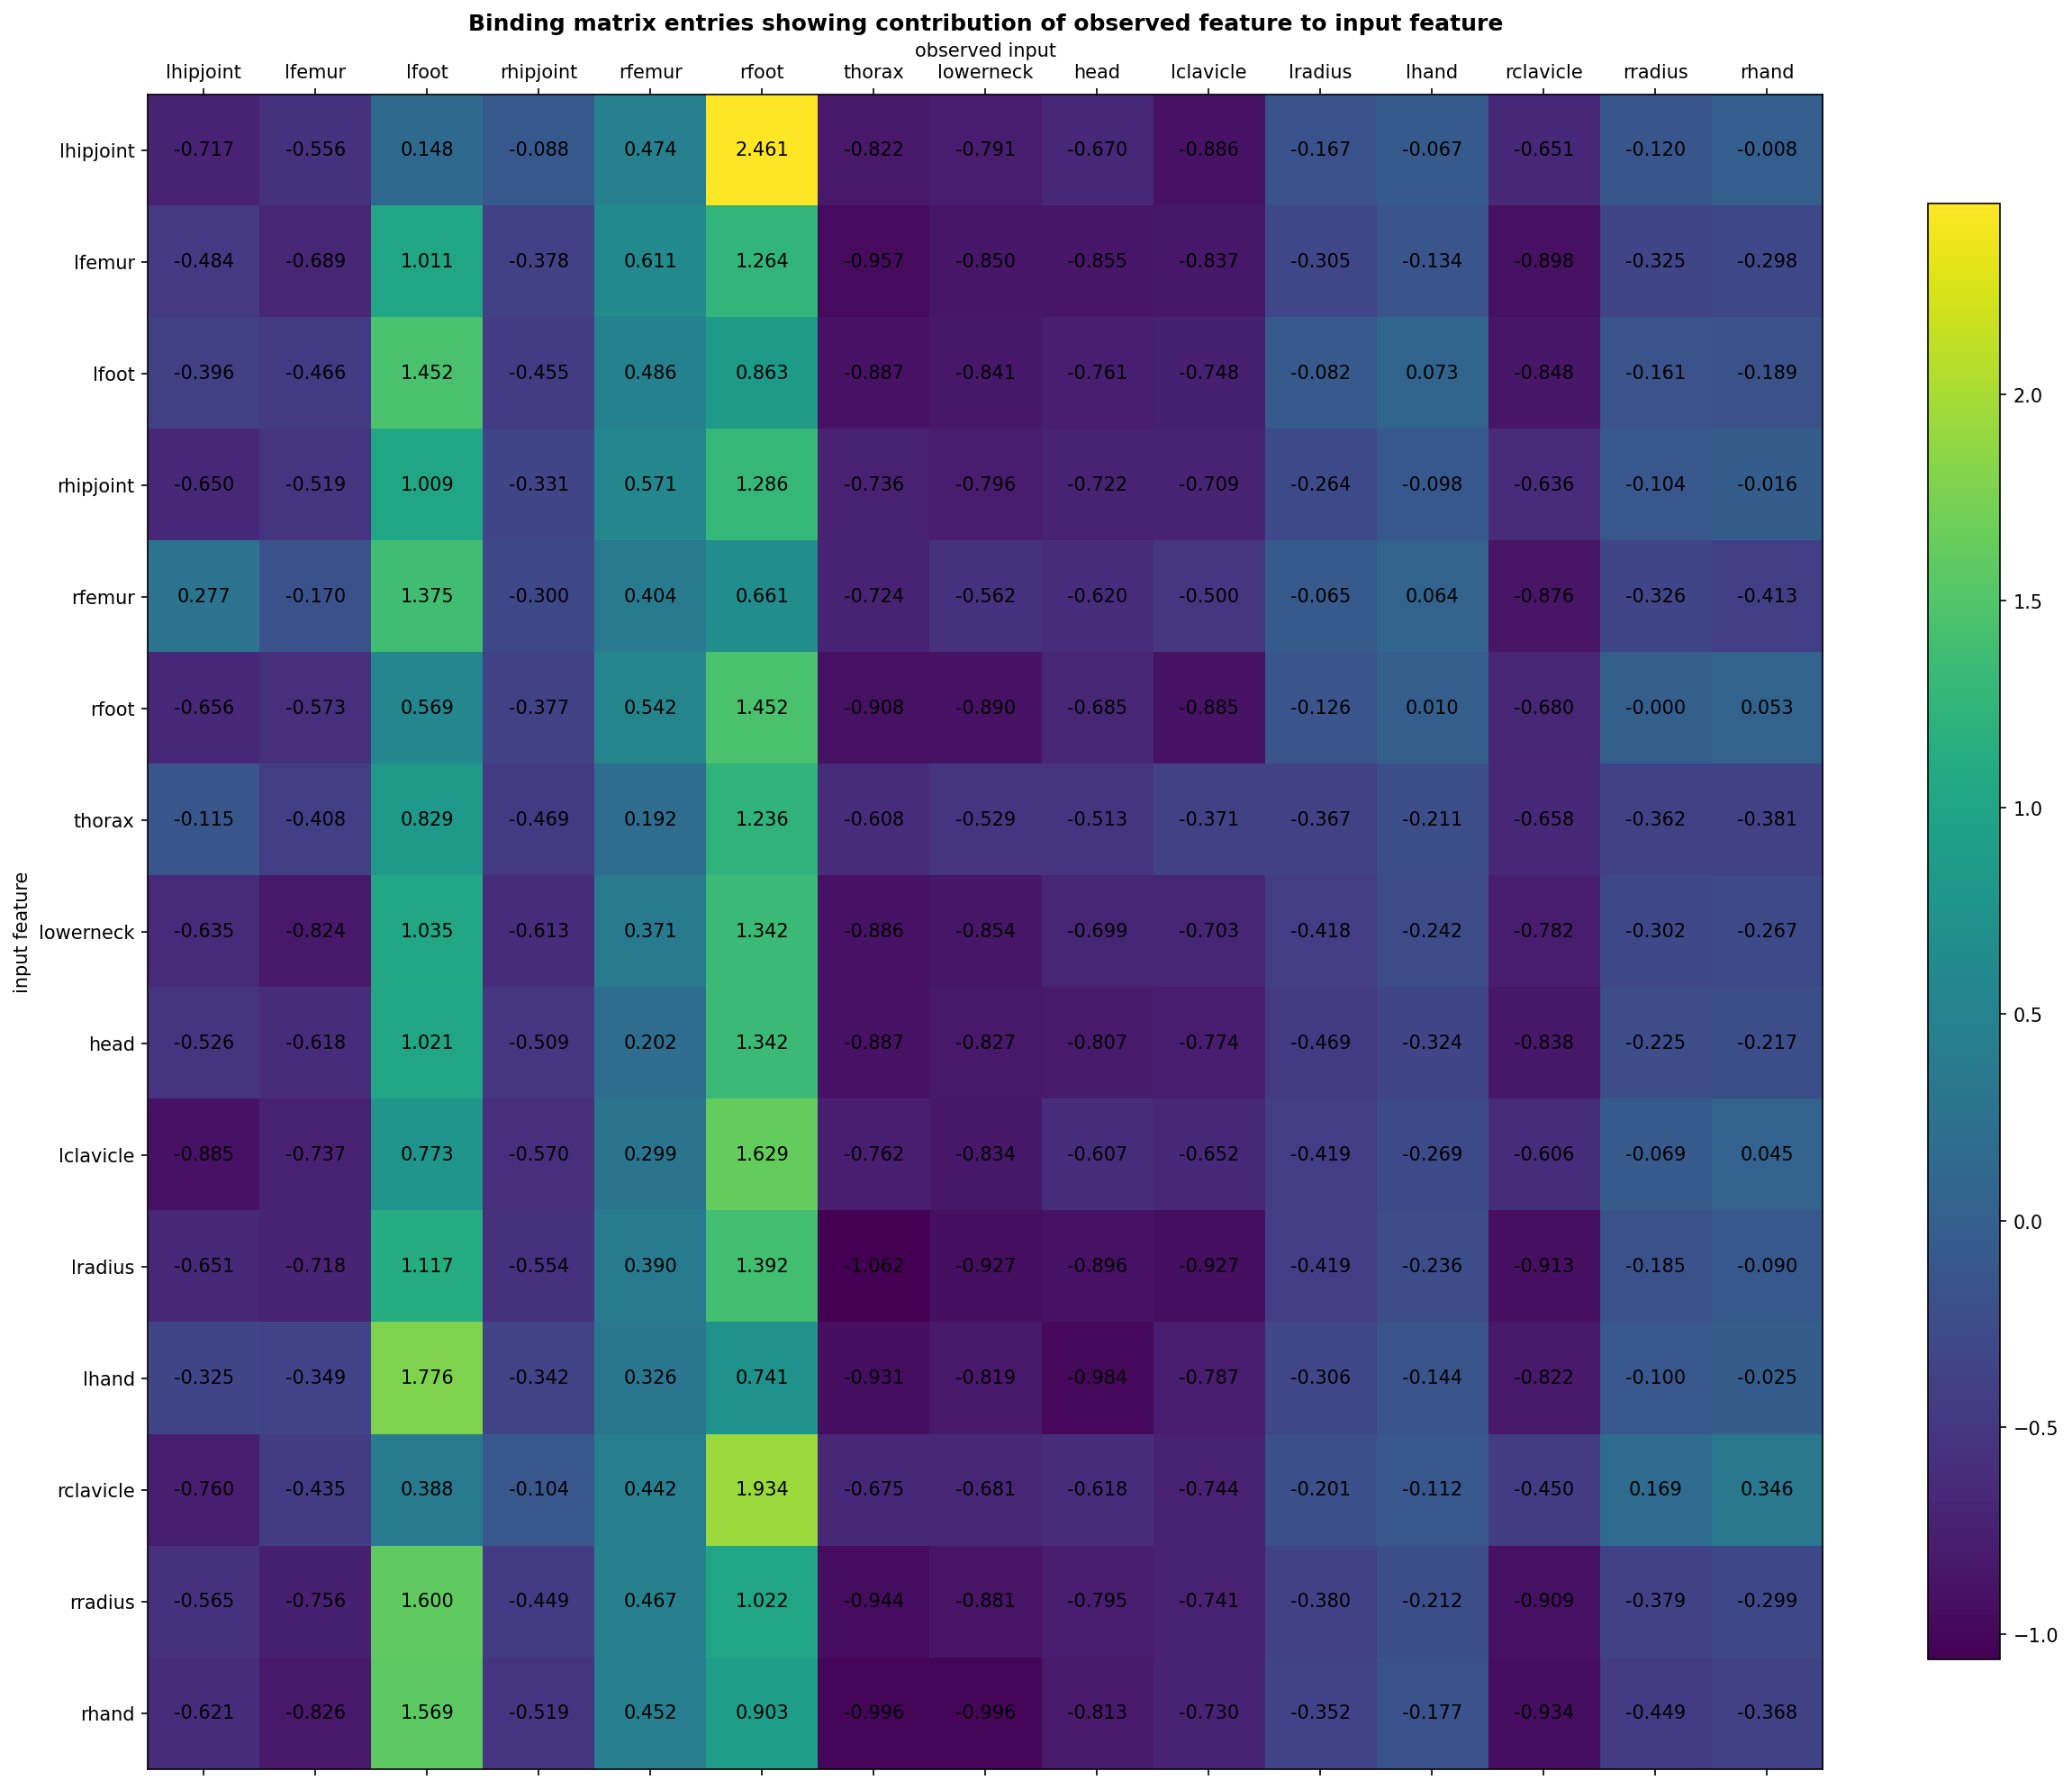 Binding matrix entries showing contribution of observed feature to input feature
observed input
lhipjoint lfemur lfoot rhipjoint rfemur rfoot thorax lowerneck head lclavicle lradius lhand rclavicle rradius rhand
lhipjoint -0.717 -0.556 0.148 -0.088 0.474 2.461 -0.822 -0.791 -0.670 -0.886 -0.167 -0.067 -0.651 -0.120 -0.008
lfemur -0.484 -0.689 1.011 -0.378 0.611 1.264 -0.957 -0.850 -0.855 -0.837 -0.305 -0.134 -0.898 -0.325 -0.298
lfoot -0.396 -0.466 1.452 -0.455 0.486 0.863 -0.887 -0.841 -0.761 -0.748 -0.082 0.073 -0.848 -0.161 -0.189
rhipjoint -0.650 -0.519 1.009 -0.331 0.571 1.286 -0.736 -0.796 -0.722 -0.709 -0.264 -0.098 -0.636 -0.104 -0.016
rfemur 0.277 -0.170 1.375 -0.300 0.404 0.661 -0.724 -0.562 -0.620 -0.500 -0.065 0.064 -0.876 -0.326 -0.413
rfoot -0.656 -0.573 0.569 -0.377 0.542 1.452 -0.908 -0.890 -0.685 -0.885 -0.126 0.010 -0.680 -0.000 0.053
thorax -0.115 -0.408 0.829 -0.469 0.192 1.236 -0.608 -0.529 -0.513 -0.371 -0.367 -0.211 -0.658 -0.362 -0.381
lowerneck -0.635 -0.824 1.035 -0.613 0.371 1.342 -0.886 -0.854 -0.699 -0.703 -0.418 -0.242 -0.782 -0.302 -0.267
head -0.526 -0.618 1.021 -0.509 0.202 1.342 -0.887 -0.827 -0.807 -0.774 -0.469 -0.324 -0.838 -0.225 -0.217
lclavicle -0.885 -0.737 0.773 -0.570 0.299 1.629 -0.762 -0.834 -0.607 -0.652 -0.419 -0.269 -0.606 -0.069 0.045
lradius -0.651 -0.718 1.117 -0.554 0.390 1.392 -1.062 -0.927 -0.896 -0.927 -0.419 -0.236 -0.913 -0.185 -0.090
lhand -0.325 -0.349 1.776 -0.342 0.326 0.741 -0.931 -0.819 -0.984 -0.787 -0.306 -0.144 -0.822 -0.100 -0.025
rclavicle -0.760 -0.435 0.388 -0.104 0.442 1.934 -0.675 -0.681 -0.618 -0.744 -0.201 -0.112 -0.450 0.169 0.346
rradius -0.565 -0.756 1.600 -0.449 0.467 1.022 -0.944 -0.881 -0.795 -0.741 -0.380 -0.212 -0.909 -0.379 -0.299
rhand -0.621 -0.826 1.569 -0.519 0.452 0.903 -0.996 -0.996 -0.813 -0.730 -0.352 -0.177 -0.934 -0.449 -0.368
input feature
2.0
1.5
1.0
0.5
0.0
−0.5
−1.0